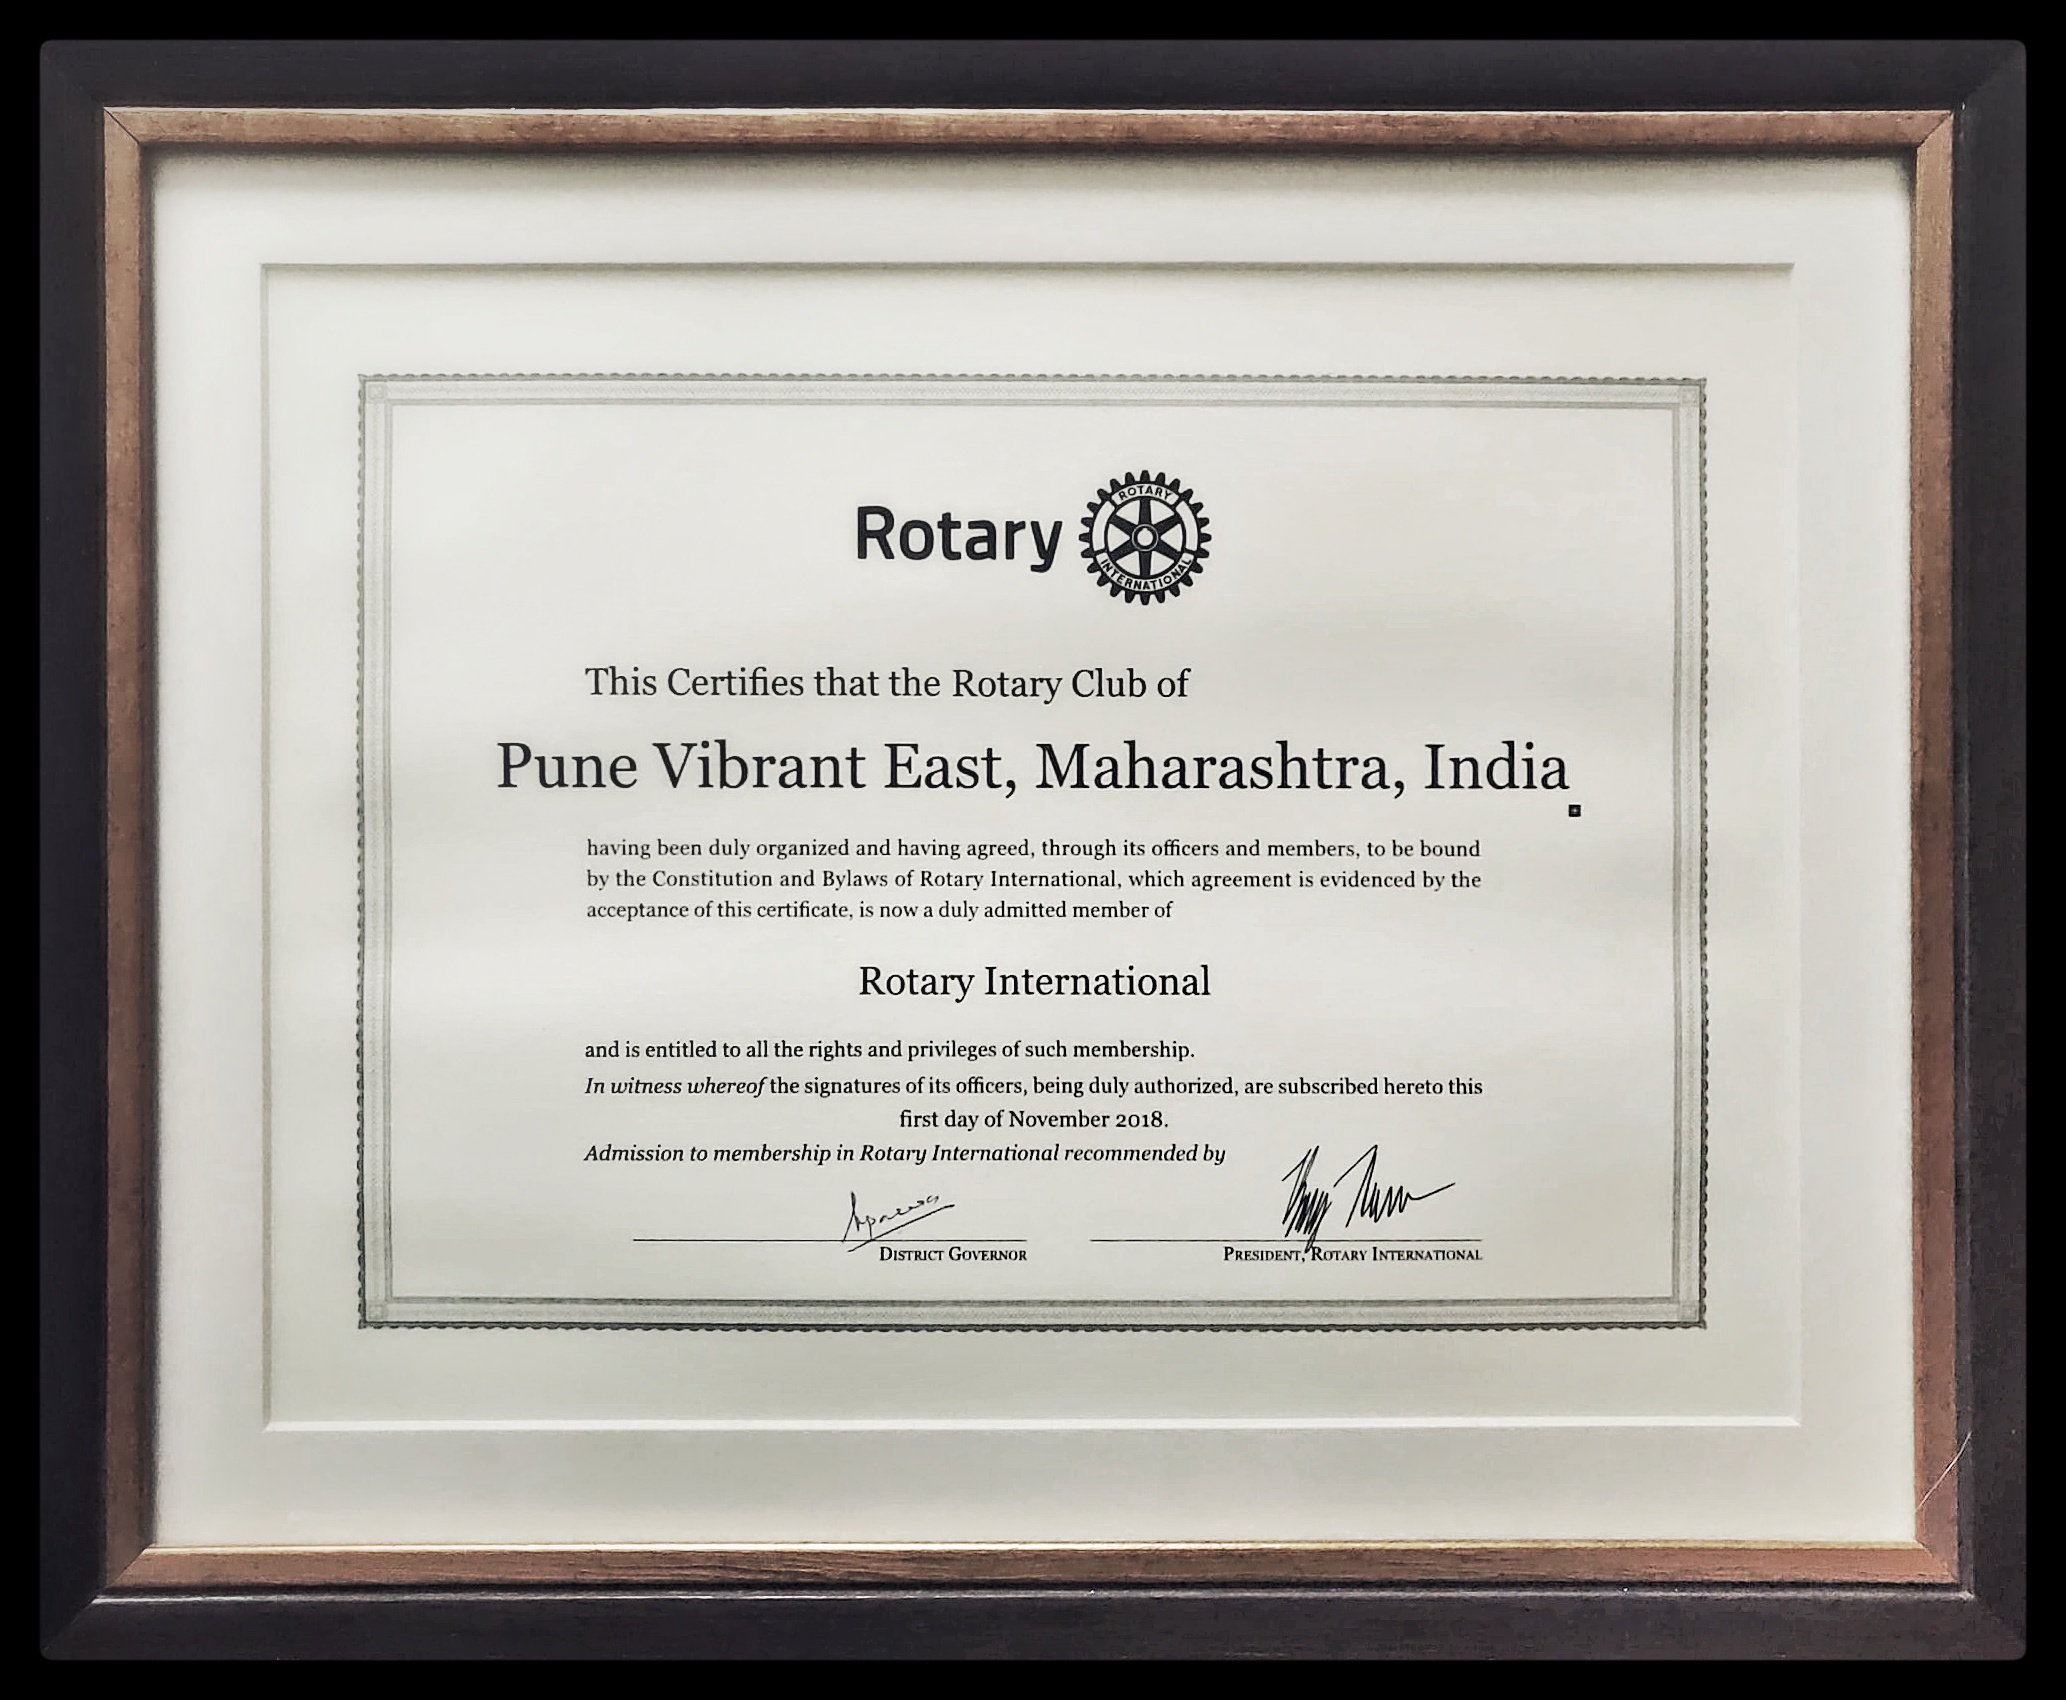 Rotary
ROTARY
INTERNATIONAL
This Certifies that the Rotary Club of
Pune Vibrant East, Maharashtra, India
having been duly organized and having agreed, through its officers and members, to be bound
by the Constitution and Bylaws of Rotary International, which agreement is evidenced by the
acceptance of this certificate, is now a duly admitted member of
Rotary International
and is entitled to all the rights and privileges of such membership.
In witness whereof the signatures of its officers, being duly authorized, are subscribed hereto this
first day of November 2018.
Admission to membership in Rotary International recommended by
DISTRICT GOVERNOR
PRESIDENT, ROTARY INTERNATIONAL